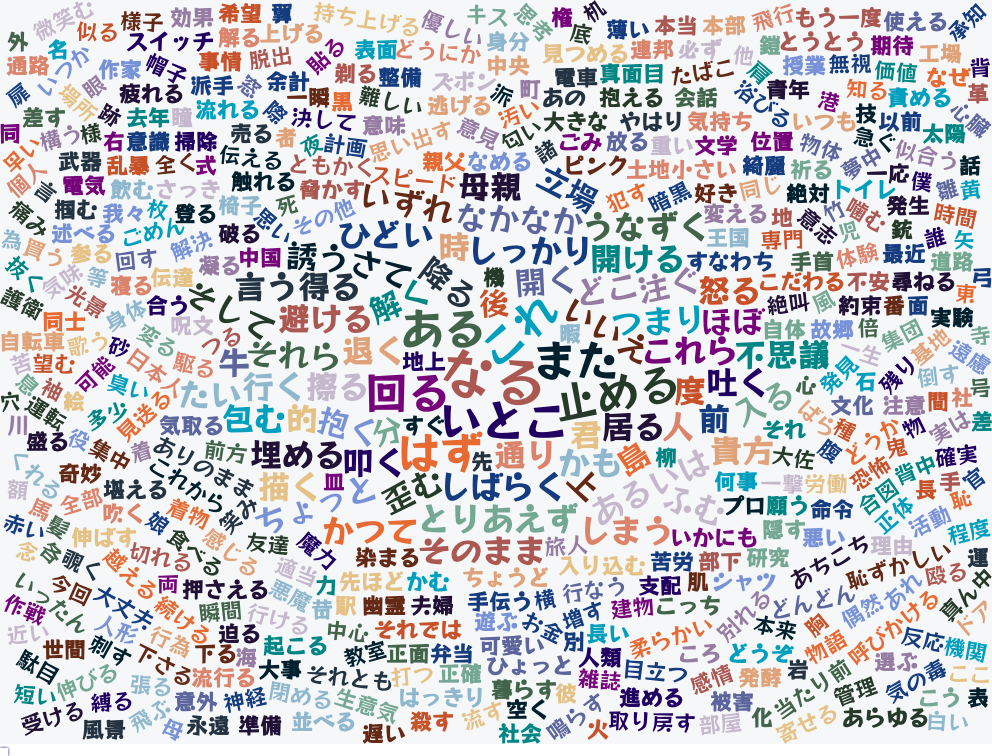 微笑む 似る 様子 効果 希望 翼 持ち上げる 優しい キス 思考 権 机 薄い 本当 本部 飛行 もう一度 使える 承知
外 名 スイッチ 解る 上げる 表面 どうにか 身分 底 見つめる 連邦 必ず 他 鎧 とうとう 期待 工場
通路 いつか 作家 帽子 事情 脱出 貼る 剃る 整備 ズボン 中央 電車 真面目 たばこ 肩 授業 無視 価値 なぜ 背
扉 場所 眼 疲れる 派手 窓 余計 一瞬 黒 難しい 逃げる 派 町 あの 抱える 会話 浴びる 青年 港 知る 責める 革
差す 跡 去年 瞳 流れる 隙 決して 意味 汚い 大きな やはり 気持ち いつも 技 以前 心臓
同 構う 様 右 意識 掃除 売る 者 夜 計画 思い出す 意見 匂い ごみ 放る 重い 文学 位置 物体 急ぐ 太陽
早い 武器 乱暴 全く 式 伝える ともかく 親父 なめる 諸 ピンク 土地 小さい 綺麗 祈る 夢中 一応 似合う 話
個人 言 電気 飲む さっき 触れる 脅かす スピード 母親 立場 犯す 暗黒 好き 同じ 絶対 トイレ 僕 雛 黄
痛み 掴む 我々 枚 登る 椅子 思い 死 その他 いずれ なかなか うなずく 変える 地 意志 竹 噛む 発生 時間
為 買う 述べる ごめん 破る ひどい 時 しっかり 開ける 王国 専門 児 銃 誰 矢
抜く 参る 回す 解決 凝る 中国 誘う さて 降る 機 すなわち 手首 体験 最近 道路
気味 等 寝る 伝達 そして 言う 得る 解く 後 開く どこ 注ぐ 怒る こだわる 不安 尋ねる 弓
護衛 光景 身体 合う 避ける ある くれ いい つまり ほぼ 絶叫 風 約束 番 面 東
同士 呪文 暇 自体 故郷 倍 集団 実験
自転車 歌う 砂 変る つる 牛 それら 退く 地上 なる また で これら 不思議 一生 基地 遠慮 寺
苦 望む 可能 日本人 駆る たい 行く 擦る 回る 止める 度 吐く 心 発見 石 残り 倒す
息 袖 絵 臭い 号
穴 運転 多少 見送る 気取る 包む 的 抱く すぐ いとこ 居る 人 前 入る ばら 文化 注意 間 社
川 分 君 それ 種 どうか 物 実は 差
盛る 役 集中 着 前方 埋める 叩く はず 先 通り かも 島 柳 貴方 大佐 腹 恐怖 鬼
くれる 奇妙 ありのまま 皿 何事 一撃 労働 合図 背中 確実
額 全部 堪える これから 描く うっと 歪む しばらく 上 あるいは ふむ プロ 願う 命令 正体 長 手 官
馬 髪 吹く 娘 着物 笑み ちょ とりあえず 隠す 悪い 活動 恥
赤い 伸ばす 食べる 感じる 友達 かつて しまう いかにも 理由 程度
念 各 覗く 越える 切れる 魔力 染まる そのまま 旅人 入り込む 苦労 部下 研究 あちこち 恥ずかしい 運
いったん 今回 両 押さえる 適当 悪魔 力 先ほど かむ ちょうど 行なう 支配 肌 シャツ 殴る 真ん中
作戦 大丈夫 続ける 瞬間 昔 駅 幽霊 夫婦 手伝う 横 増す 建物 こっち 別れる どんどん 偶然 あれ ドア
近い 人形 行為 行ける 迫る 中心 それでは 遊ぶ お金 別 長い 本来 胸 呼びかける
世間 刺す 下さる 下る 海 起こる 教室 正面 弁当 可愛い 柔らかい ころ どうぞ 物語 反応 機関
駄目 流行る 大事 それとも 打つ 正確 ひょっと 人類 目立つ 岩 選ぶ ここ
短い 伸びる 張る 意外 神経 閉める 生意気 はっきり 暮らす 彼 雑誌 感情 発酵 当たり前 気の毒
受ける 縛る 飛ぶ 空く 進める 被害 管理 こう 表
風景 母 永遠 準備 並べる 遅い 殺す 流す 社会 鳴らす 火 取り戻す 部屋 化 寄せる あらゆる 白い